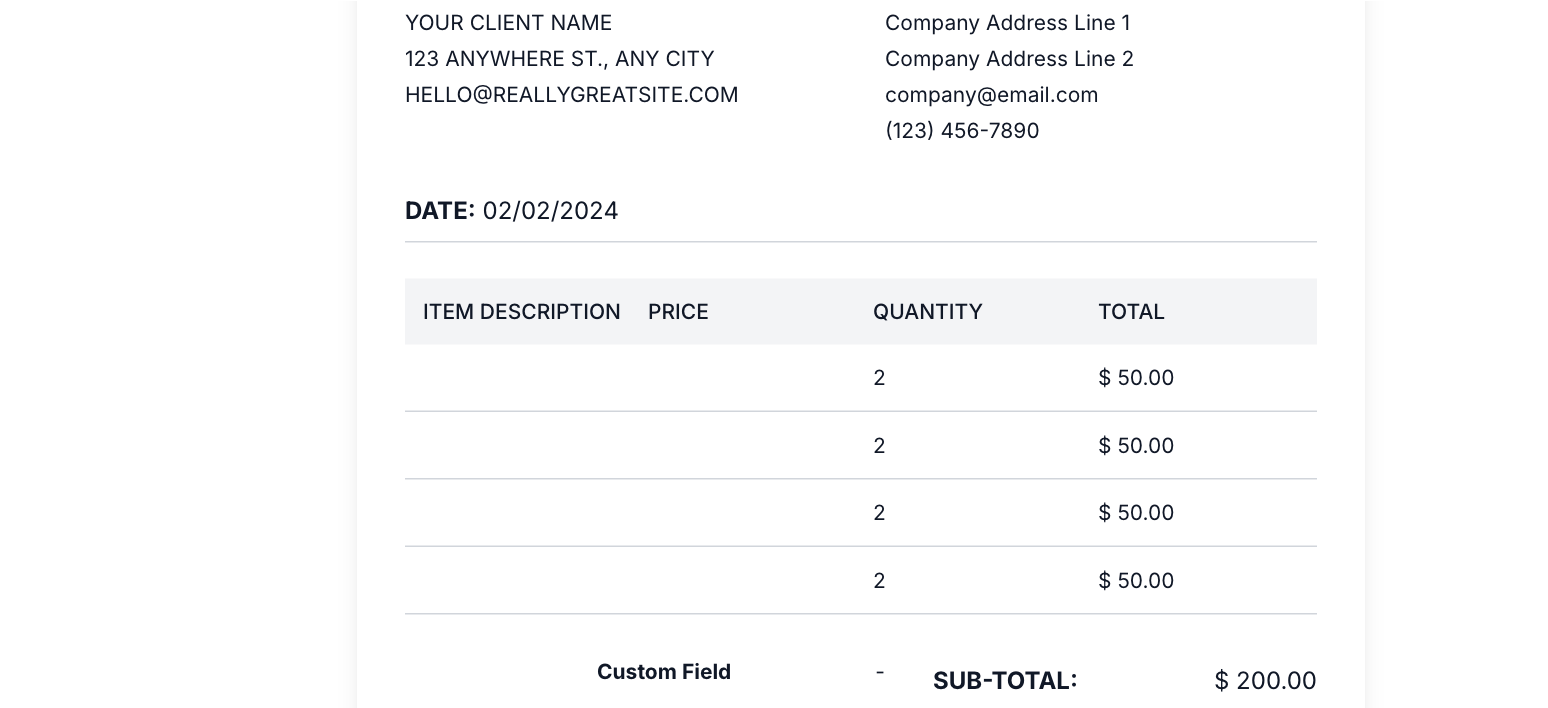 YOUR CLIENT NAME
123 ANYWHERE ST., ANY CITY
HELLO@REALLYGREATSITE.COM
Company Address Line 1
Company Address Line 2
company@email.com
(123) 456-7890
DATE: 02/02/2024
ITEM DESCRIPTION PRICE QUANTITY TOTAL
2 $ 50.00
2 $ 50.00
2 $ 50.00
2 $ 50.00
Custom Field -
SUB-TOTAL: $ 200.00